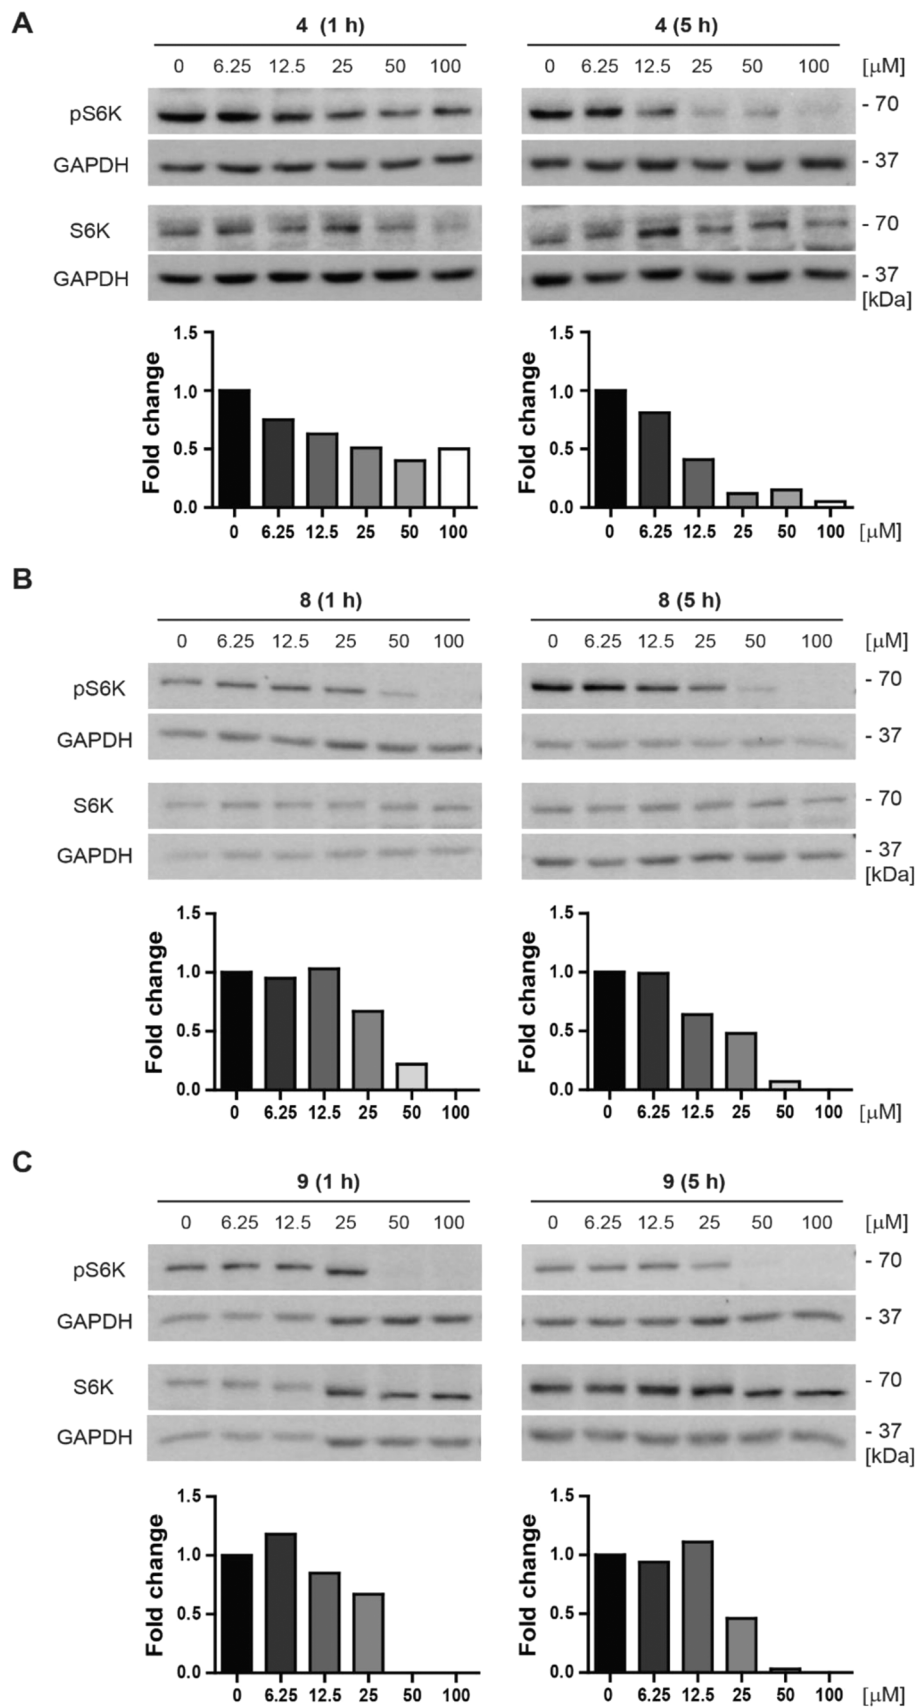 A
4 (1 h) 4 (5 h)
0 6.25 12.5 25 50 100 0 6.25 12.5 25 50 100 [µM]
pS6K - 70
GAPDH - 37
S6K - 70
GAPDH - 37
[kDa]
1.5 1.5
1.0 1.0
0.5 0.5
0.0 0.0
Fold change Fold change
0 6.25 12.5 25 50 100 0 6.25 12.5 25 50 100 [µM]
B
8 (1 h) 8 (5 h)
0 6.25 12.5 25 50 100 0 6.25 12.5 25 50 100 [µM]
pS6K - 70
GAPDH - 37
S6K - 70
GAPDH - 37
[kDa]
1.5 1.5
1.0 1.0
0.5 0.5
0.0 0.0
Fold change Fold change
0 6.25 12.5 25 50 100 0 6.25 12.5 25 50 100 [µM]
C
9 (1 h) 9 (5 h)
0 6.25 12.5 25 50 100 0 6.25 12.5 25 50 100 [µM]
pS6K - 70
GAPDH - 37
S6K - 70
GAPDH - 37
[kDa]
1.5 1.5
1.0 1.0
0.5 0.5
0.0 0.0
Fold change Fold change
0 6.25 12.5 25 50 100 0 6.25 12.5 25 50 100 [µM]